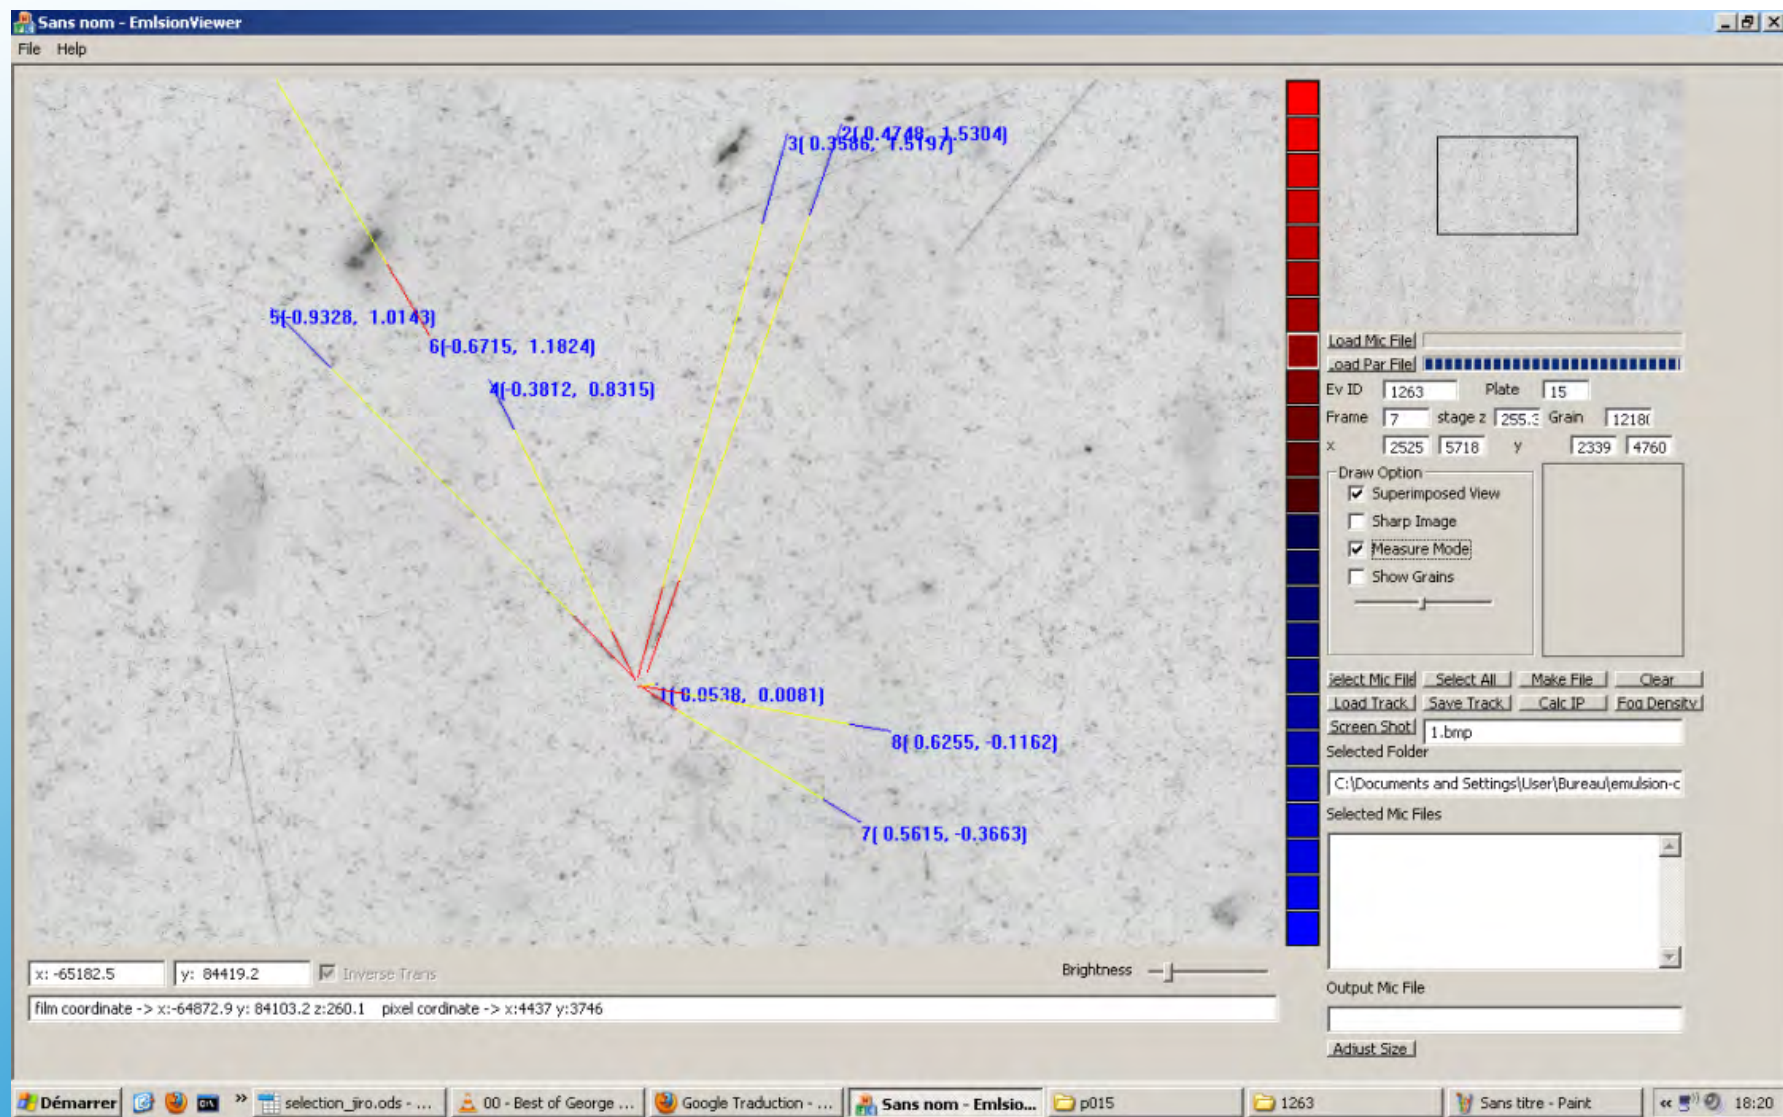 Sans nom - EmlsionViewer
File Help
2( 0.4748, 1.5304)
3( 0.3586, 1.5197)
5(-0.9328, 1.0143)
6(-0.6715, 1.1824)
4(-0.3812, 0.8315)
1( 0.0538, 0.0081)
8( 0.6255, -0.1162)
7( 0.5615, -0.3663)
Load Mic File
Load Par File
Ev ID 1263 Plate 15
Frame 7 stage z 255.3 Grain 1218(
x 2525 5718 y 2339 4760
Draw Option
Superimposed View
Sharp Image
Measure Mode
Show Grains
Select Mic File Select All Make File Clear
Load Track Save Track Calc IP Fog Density
Screen Shot 1.bmp
Selected Folder
C:\Documents and Settings\User\Bureau\emulsion-c
Selected Mic Files
Output Mic File
Adjust Size
x: -65182.5 y: 84419.2 Inverse Trans Brightness
film coordinate -> x:-64872.9 y: 84103.2 z:260.1 pixel cordinate -> x:4437 y:3746
Démarrer » selection_jiro.ods - ... 00 - Best of George ... Google Traduction - ... Sans nom - Emlsio... p015 1263 Sans titre - Paint « 18:20